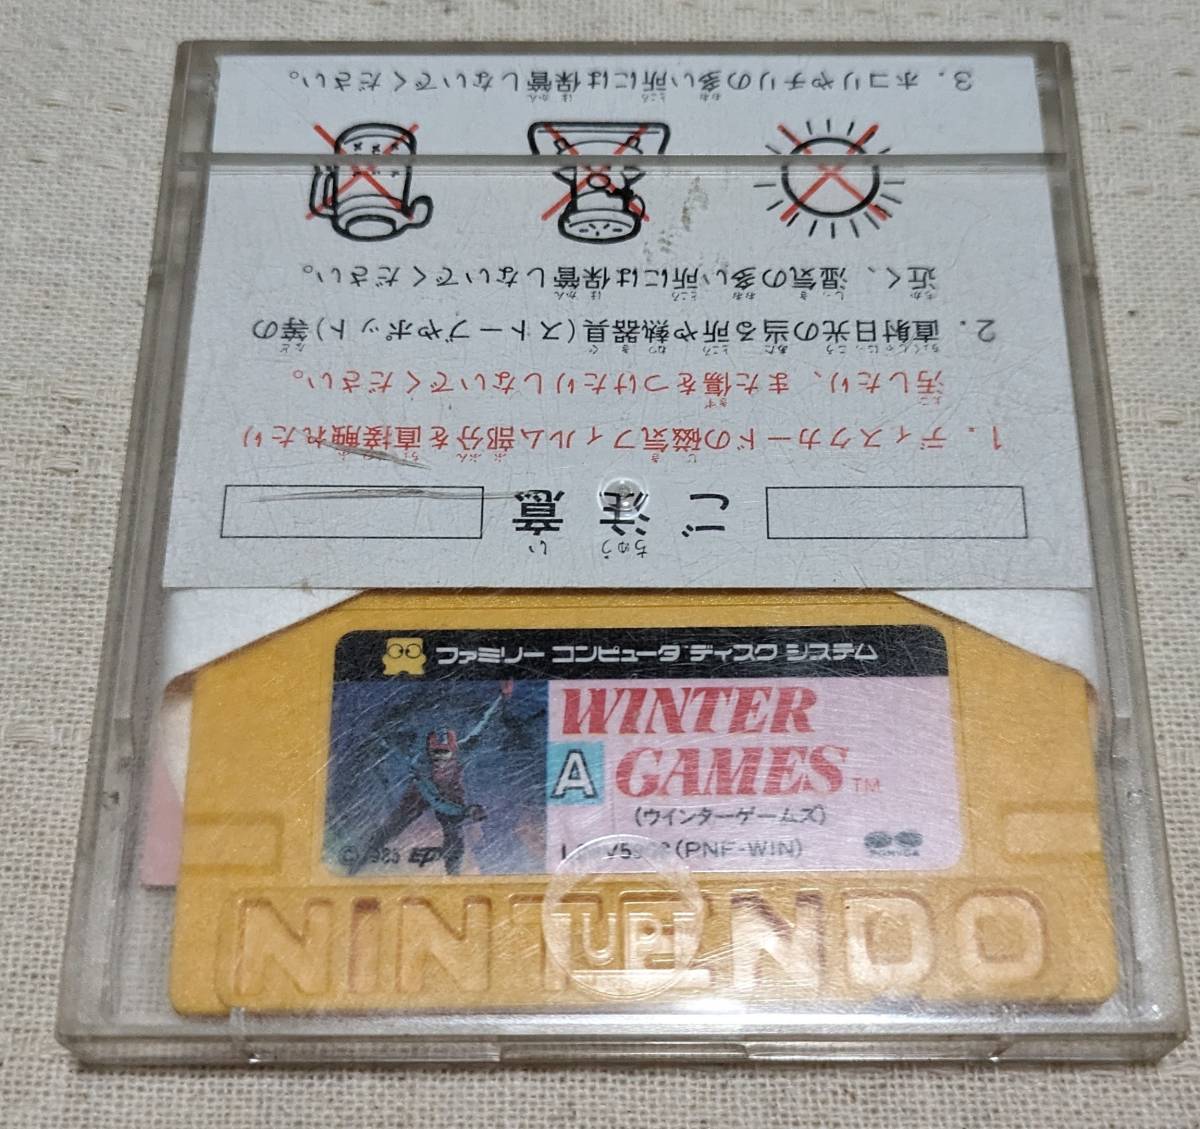 ご注意
1. ディスクカードの磁気フィルム部分を直接触れたり
汚したり、また傷をつけたりしないでください。
2. 直射日光の当る所や熱器具(ストーブやポット)等の
近く、湿気の多い所には保管しないでください。
3. ホコリやチリの多い所には保管しないでください。
ファミリー コンピュータ ディスク システム
WINTER
A GAMES™
(ウインターゲームズ)
(PNF-WIN)
PONYCA
NINTENDO